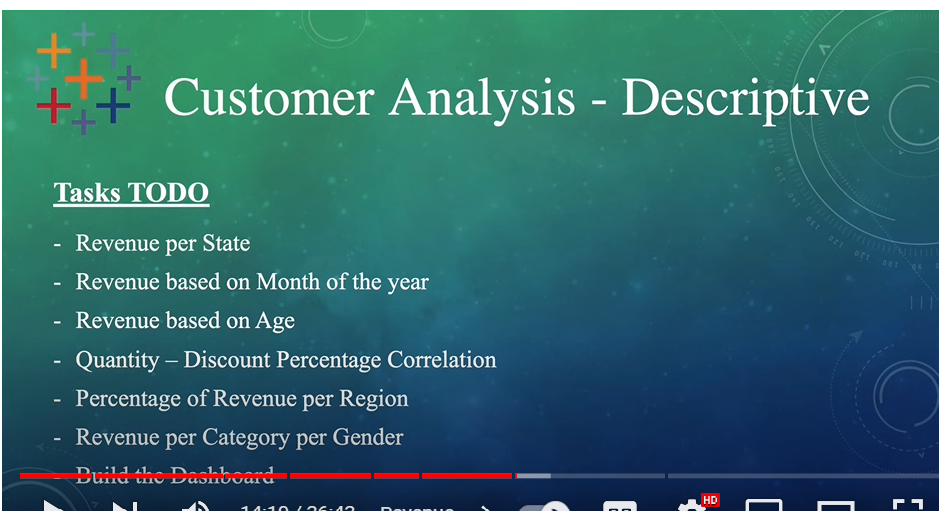 Customer Analysis - Descriptive
Tasks TODO
- Revenue per State
- Revenue based on Month of the year
- Revenue based on Age
- Quantity – Discount Percentage Correlation
- Percentage of Revenue per Region
- Revenue per Category per Gender
- Build the Dashboard
HD
14:19 / 26:42 Revenue